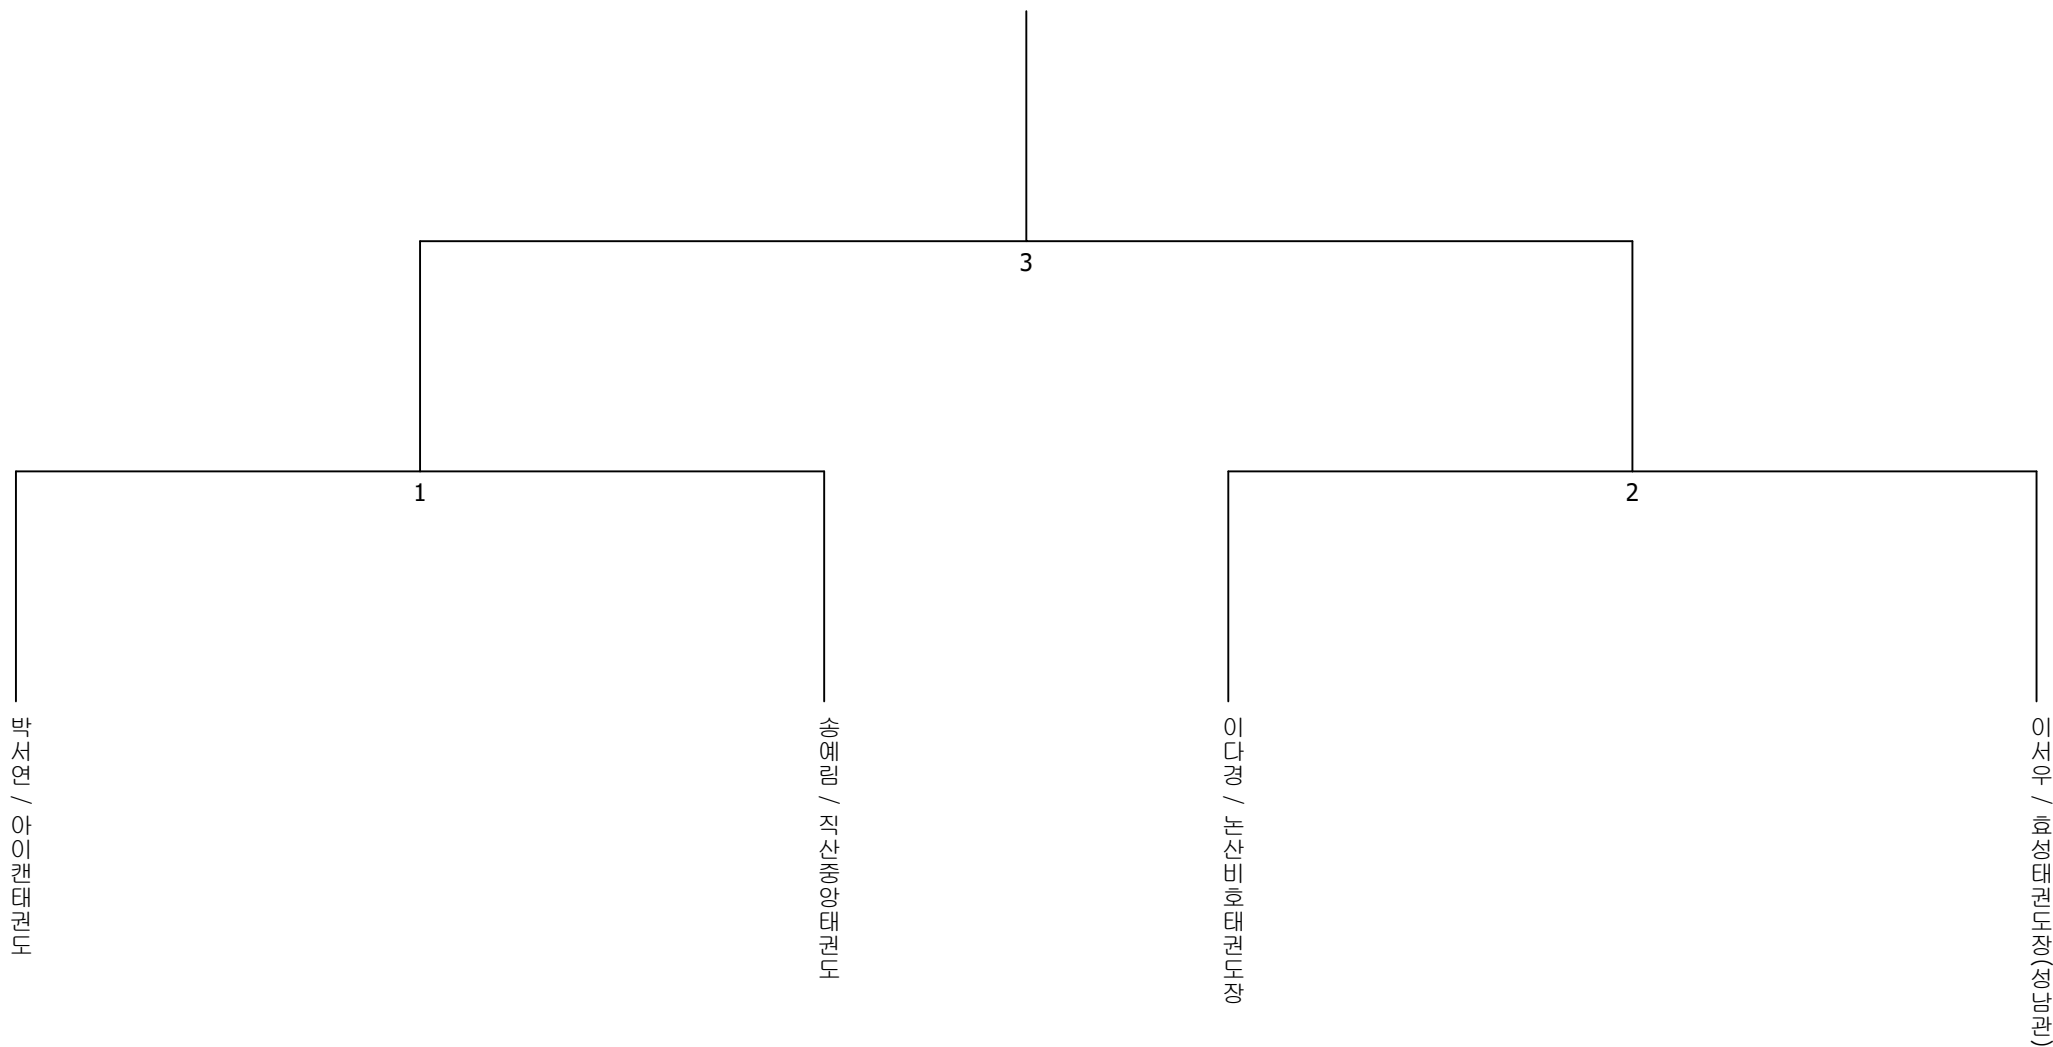 3
1
2
박서연 / 아이캔태권도
송예림 / 직산중앙태권도
이다경 / 논산비호태권도장
이서우 / 효성태권도장(성남관)